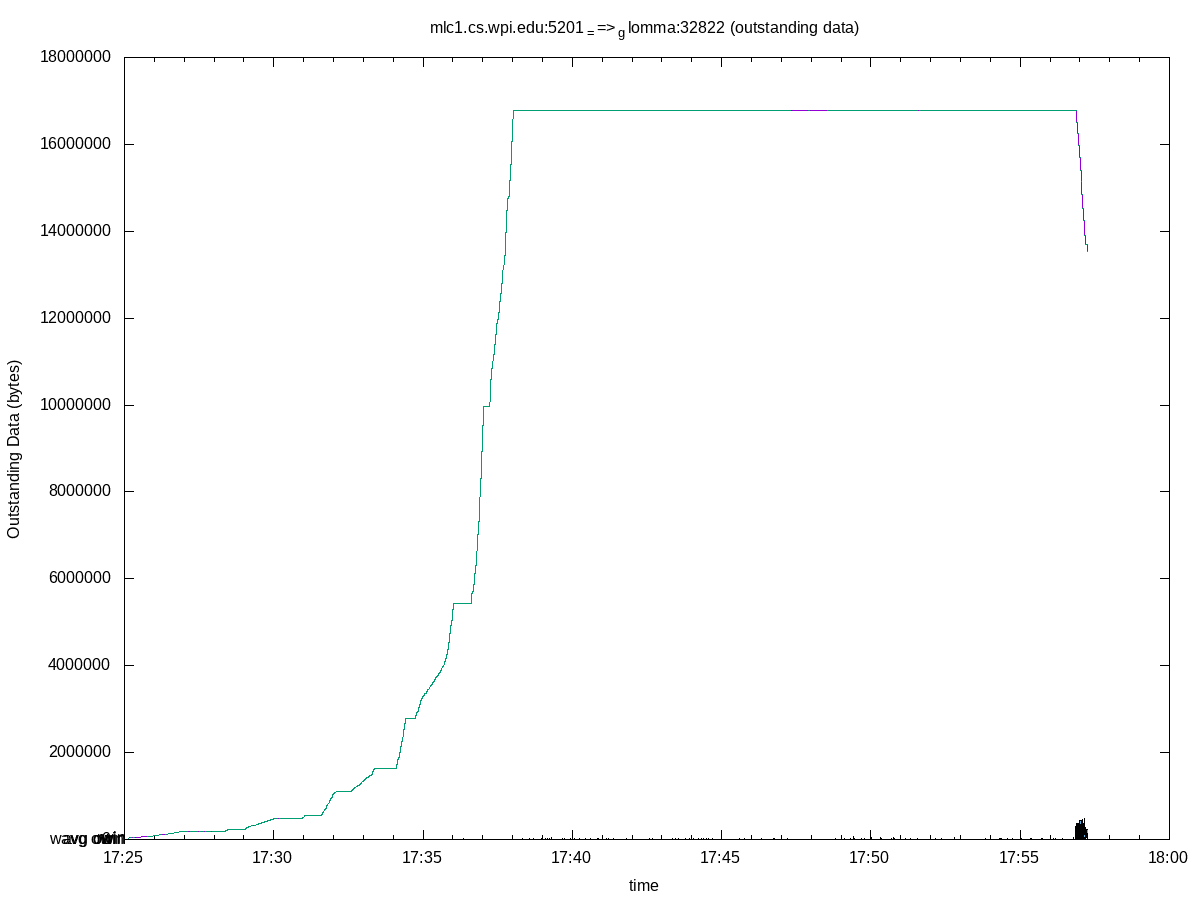 mlc1.cs.wpi.edu:5201 = => g lomma:32822 (outstanding data)
18000000
16000000
14000000
12000000
10000000
8000000
6000000
4000000
2000000
Outstanding Data (bytes)
avg owin
17:25 17:30 17:35 17:40 17:45 17:50 17:55 18:00
time